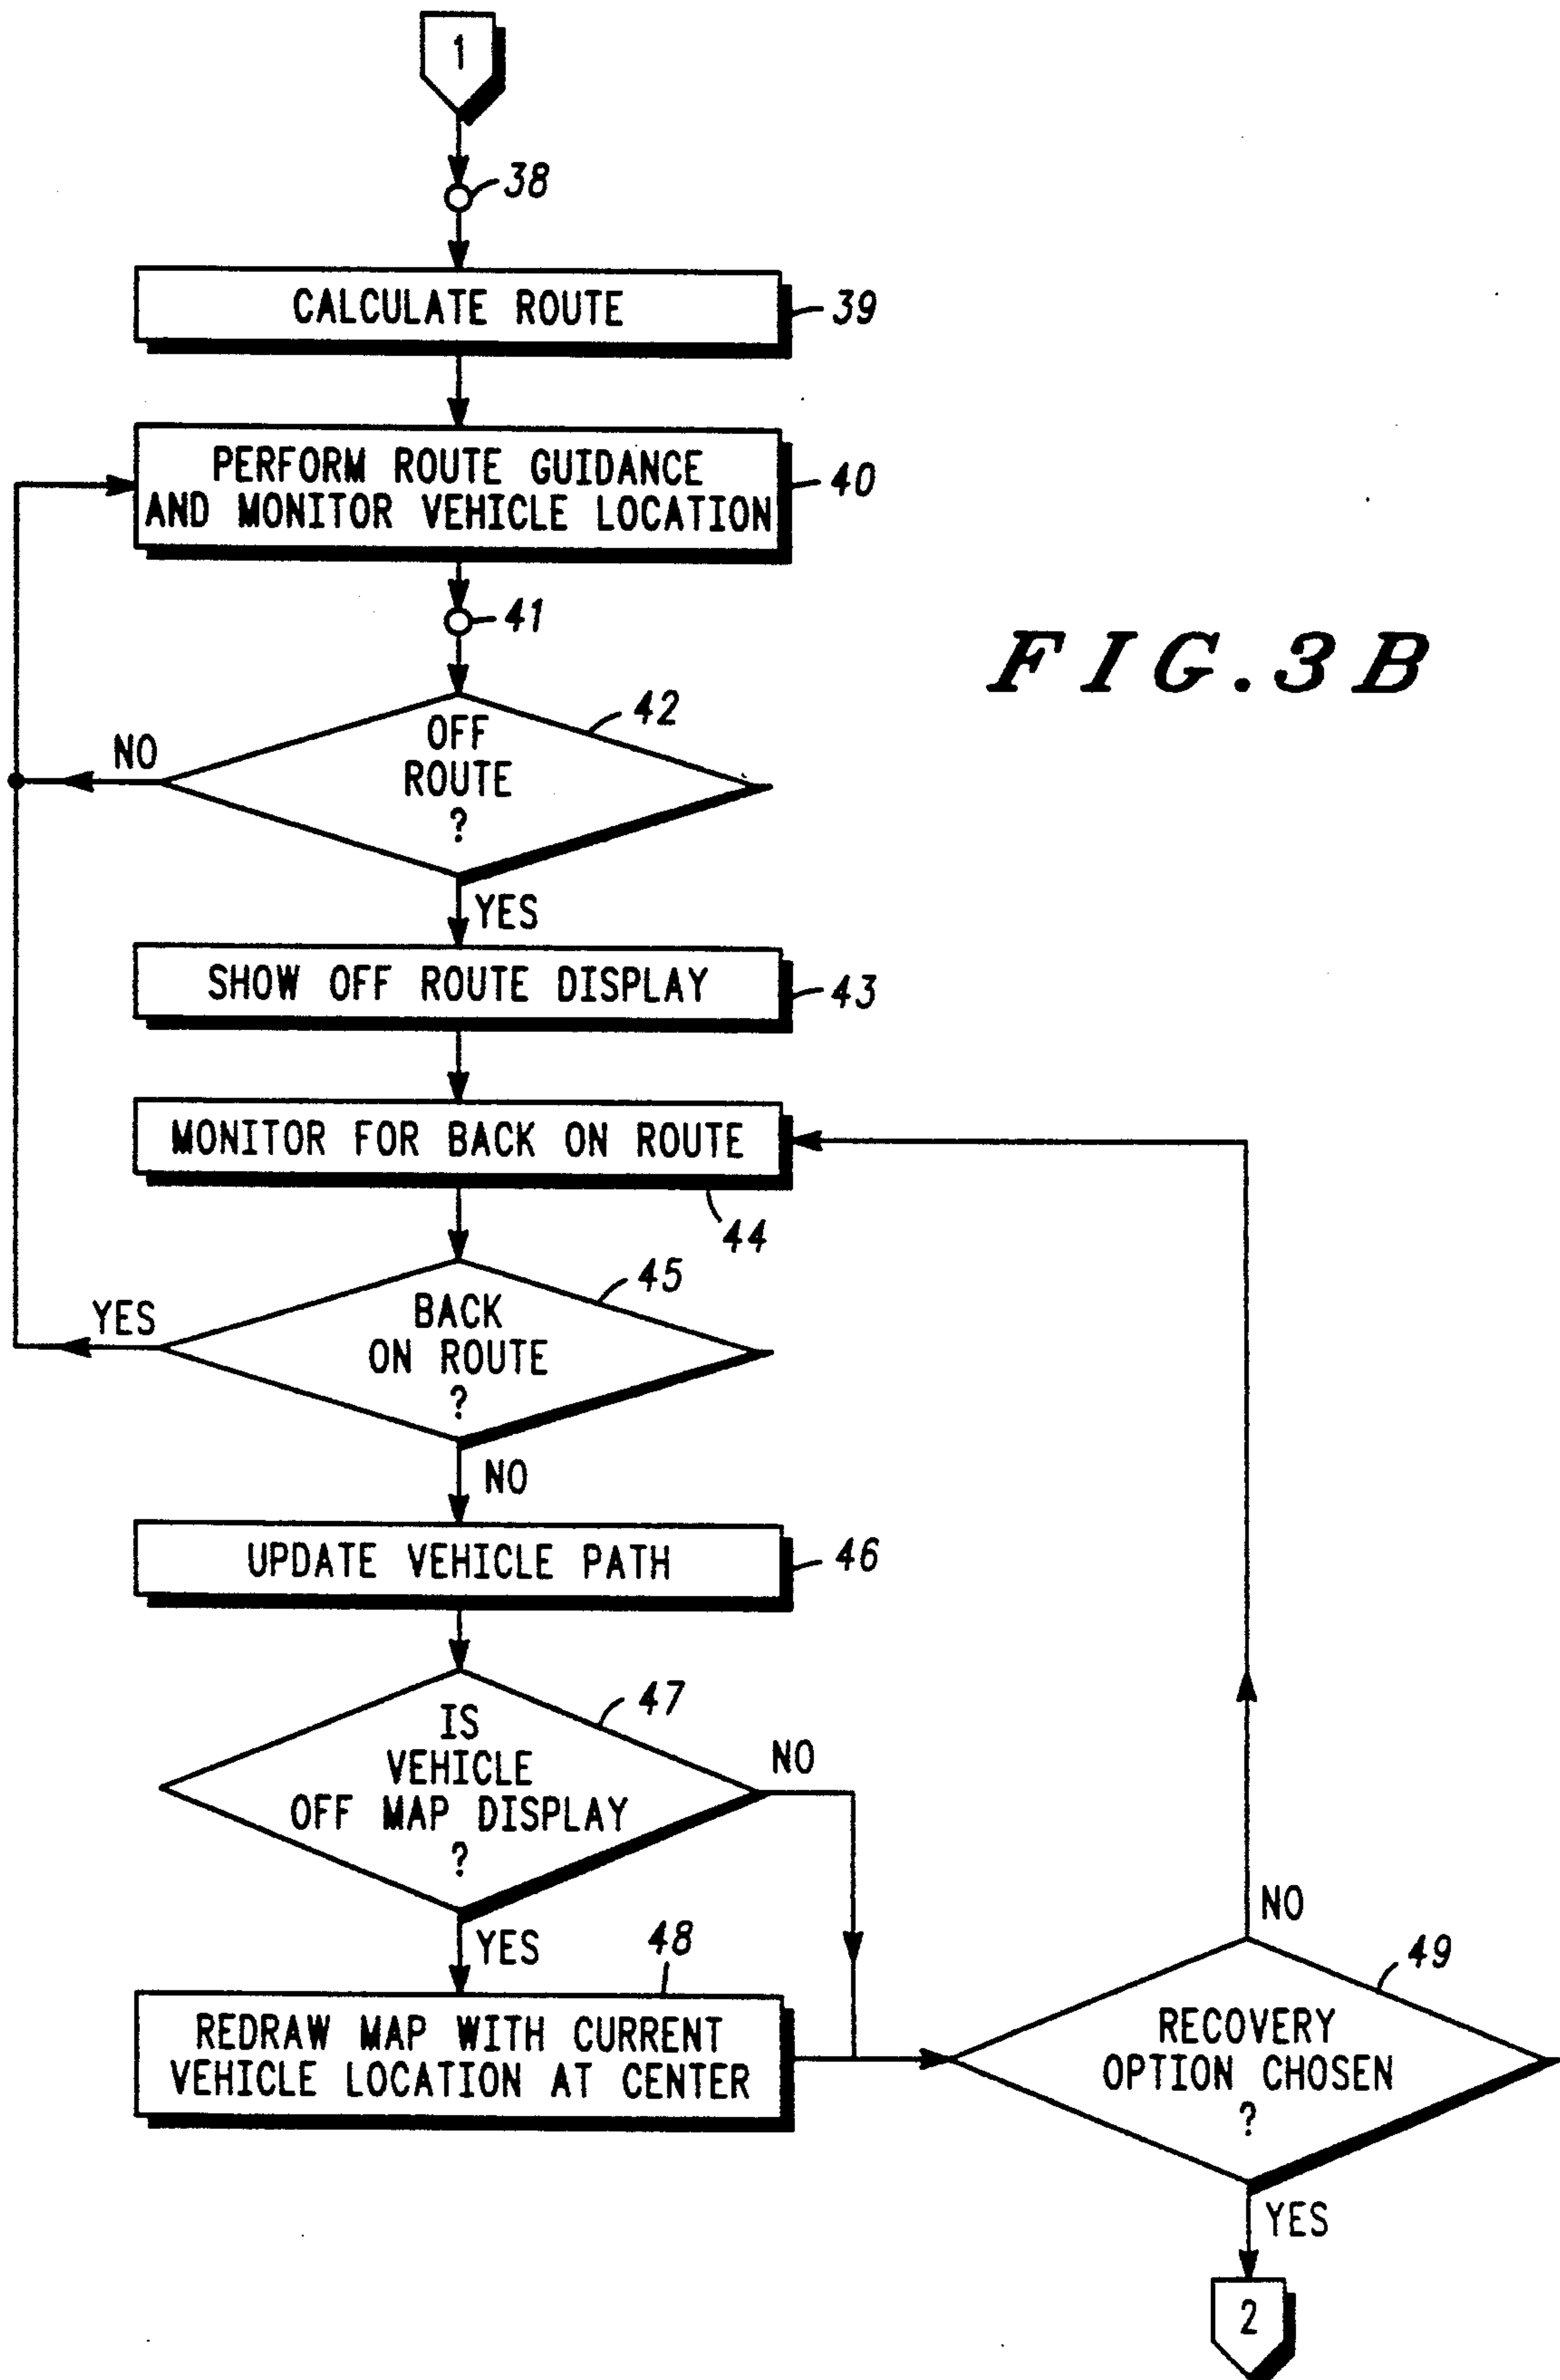 1
38
CALCULATE ROUTE
39
PERFORM ROUTE GUIDANCE
AND MONITOR VEHICLE LOCATION
40
41
FIG.3B
42
OFF
ROUTE
?
NO
YES
SHOW OFF ROUTE DISPLAY
43
MONITOR FOR BACK ON ROUTE
44
45
BACK
ON ROUTE
?
YES
NO
UPDATE VEHICLE PATH
46
47
IS
VEHICLE
OFF MAP DISPLAY
?
NO
YES
48
REDRAW MAP WITH CURRENT
VEHICLE LOCATION AT CENTER
NO
49
RECOVERY
OPTION CHOSEN
?
YES
2